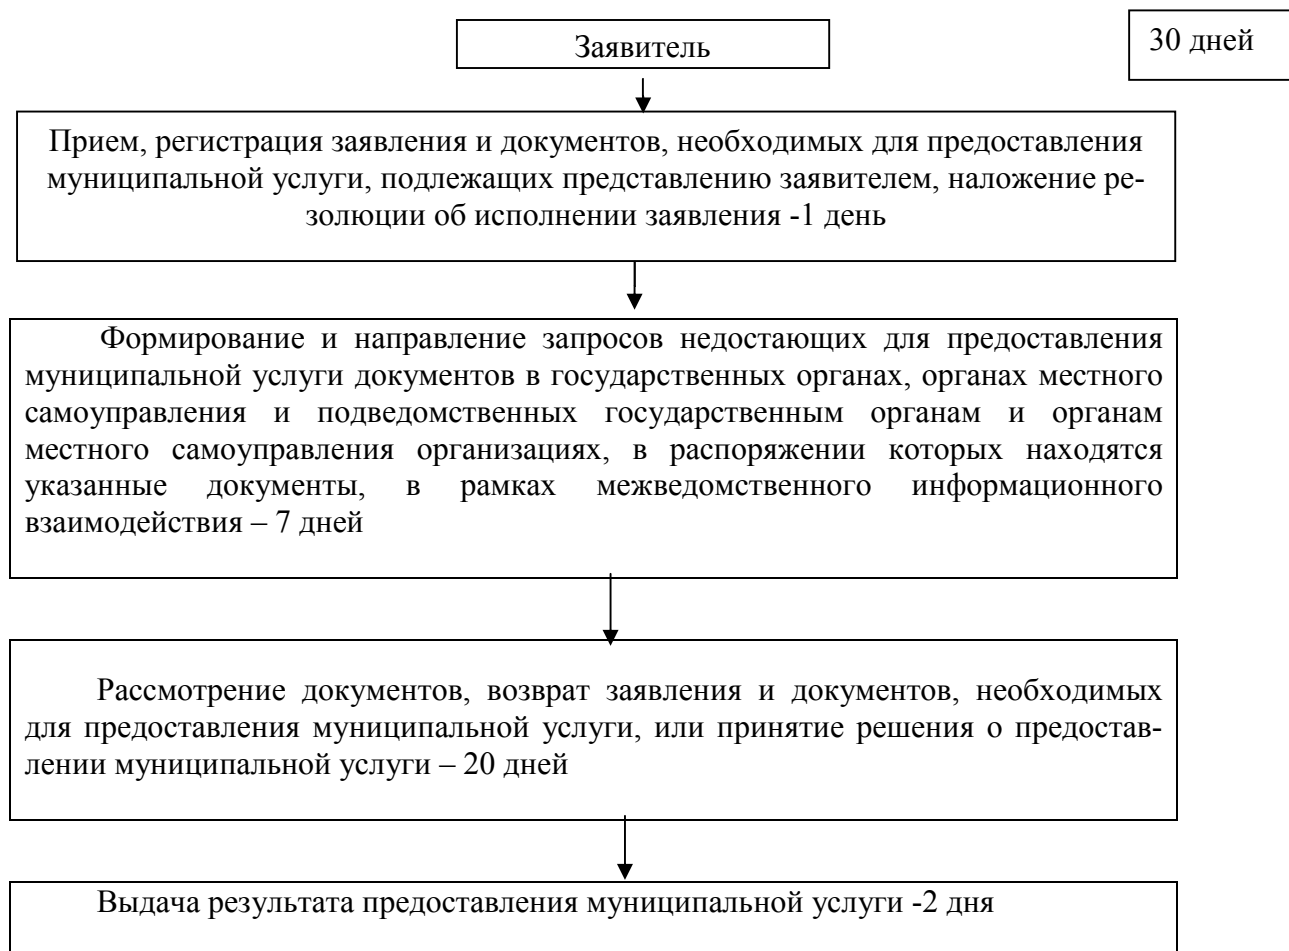 Заявитель
30 дней
Прием, регистрация заявления и документов, необходимых для предоставления
муниципальной услуги, подлежащих представлению заявителем, наложение ре-
золюции об исполнении заявления -1 день
Формирование и направление запросов недостающих для предоставления
муниципальной услуги документов в государственных органах, органах местного
самоуправления и подведомственных государственным органам и органам
местного самоуправления организациях, в распоряжении которых находятся
указанные документы, в рамках межведомственного информационного
взаимодействия – 7 дней
Рассмотрение документов, возврат заявления и документов, необходимых
для предоставления муниципальной услуги, или принятие решения о предостав-
лении муниципальной услуги – 20 дней
Выдача результата предоставления муниципальной услуги -2 дня